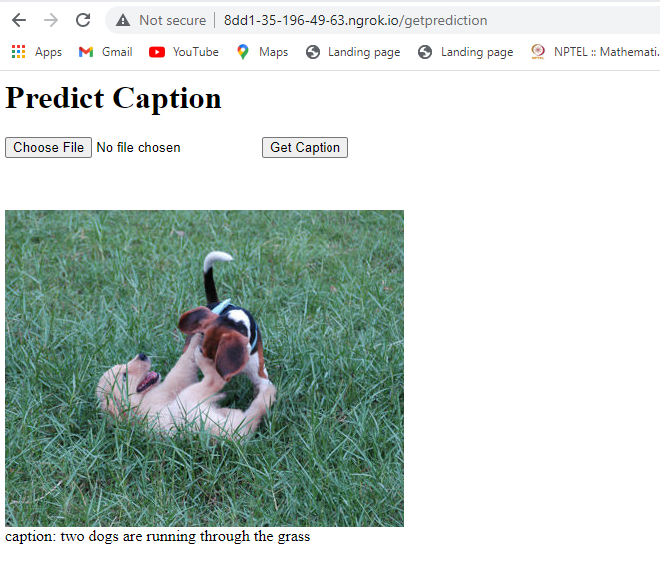 Not secure | 8dd1-35-196-49-63.ngrok.io/getprediction
Apps Gmail YouTube Maps Landing page Landing page NPTEL :: Mathemati.
Predict Caption
Choose File No file chosen Get Caption
caption: two dogs are running through the grass